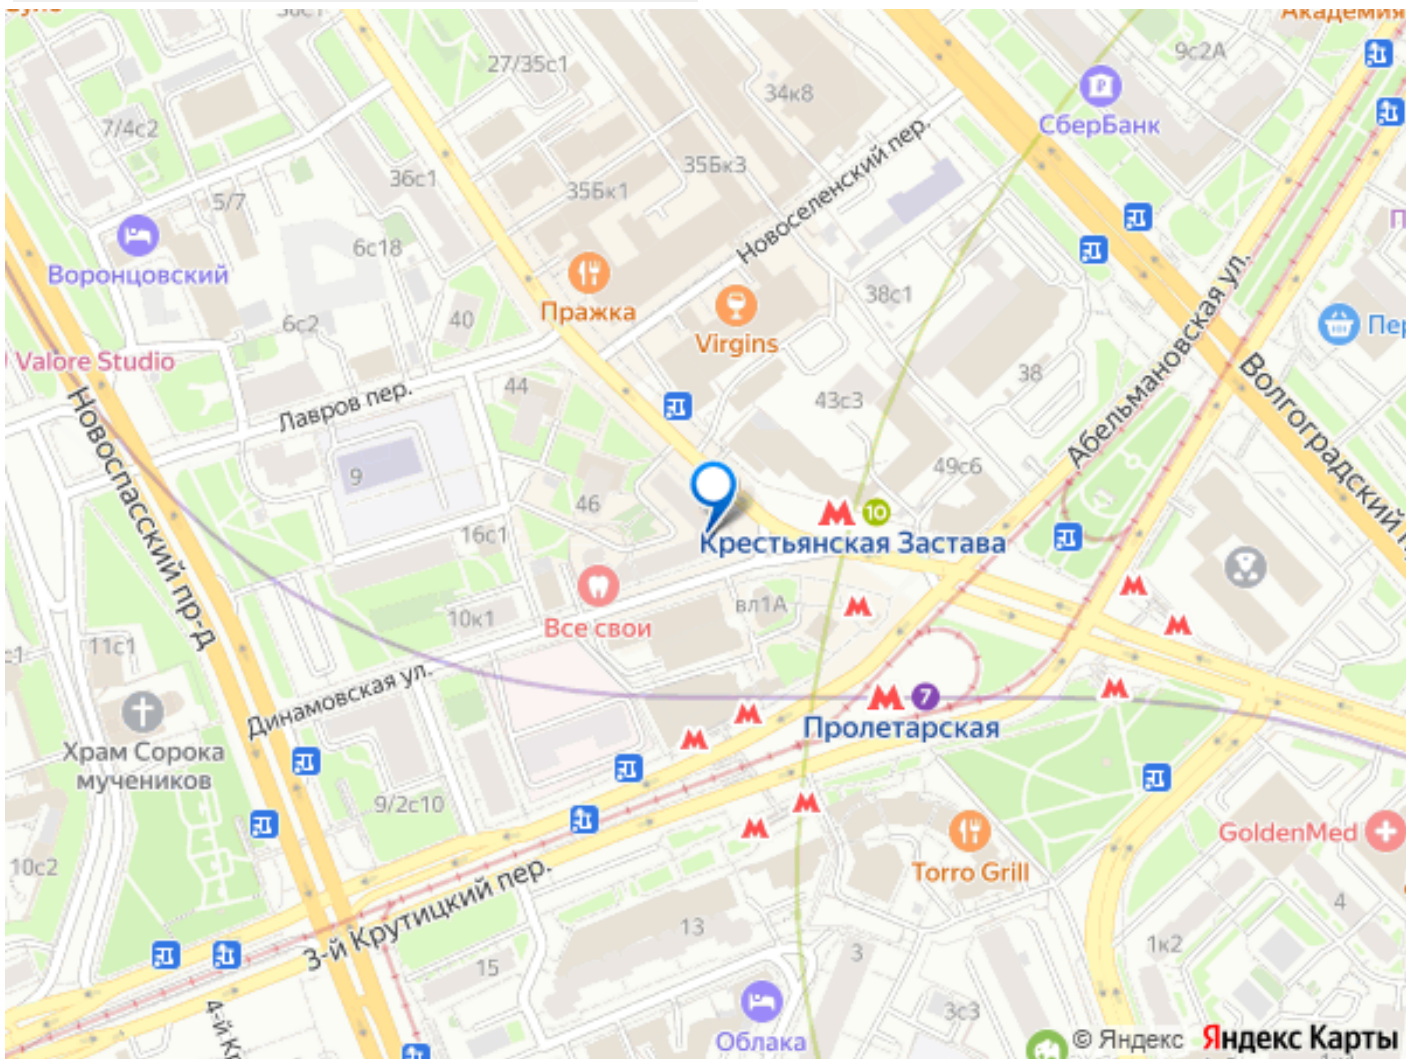 27/35с1
9с2А
34к8
СберБанк
7/4с2
35Бк3
36с1
35Бк1
5/7
Новоселенский пер.
6с18
Воронцовский
38с1
Пражка
40
6с2
Virgins
Valore Studio
44
38
Лавров пер.
43с3
Абельмановская ул.
Волгоградский
Новоспасский пр-д
9
49с6
46
10
16с1
Крестьянская Застава
вл1А
10к1
Все свои
11с1
Динамовская ул.
7
Пролетарская
Храм Сорока
мучеников
9/2с10
GoldenMed
10с2
Torro Grill
3-й Крутицкий пер.
4
13
1к2
3
15
3с3
Облака
© Яндекс Яндекс Карты